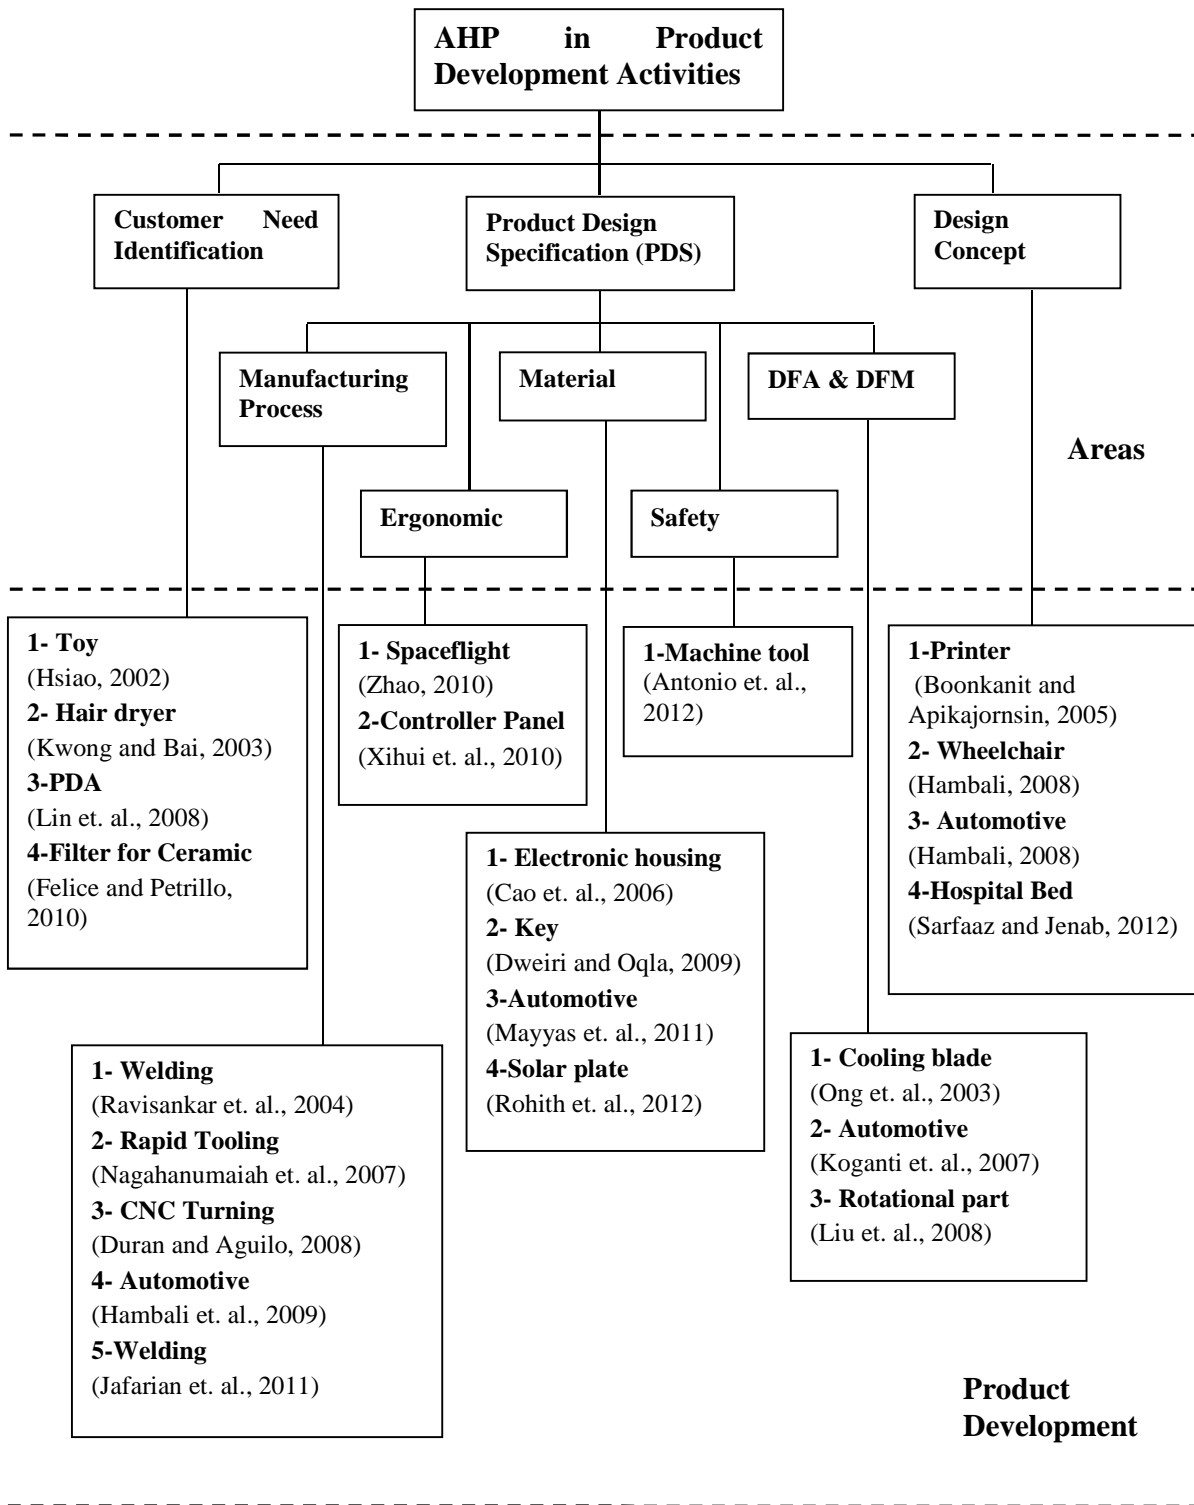 AHP in Product
Development Activities
Customer Need
Identification
Product Design
Specification (PDS)
Design
Concept
Manufacturing
Process
Material
DFA & DFM
Areas
Ergonomic
Safety
1- Toy
(Hsiao, 2002)
2- Hair dryer
(Kwong and Bai, 2003)
3-PDA
(Lin et. al., 2008)
4-Filter for Ceramic
(Felice and Petrillo,
2010)
1- Spaceflight
(Zhao, 2010)
2-Controller Panel
(Xihui et. al., 2010)
1-Machine tool
(Antonio et. al.,
2012)
1-Printer
(Boonkanit and
Apikajornsin, 2005)
2- Wheelchair
(Hambali, 2008)
3- Automotive
(Hambali, 2008)
4-Hospital Bed
(Sarfaaz and Jenab, 2012)
1- Electronic housing
(Cao et. al., 2006)
2- Key
(Dweiri and Oqla, 2009)
3-Automotive
(Mayyas et. al., 2011)
4-Solar plate
(Rohith et. al., 2012)
1- Welding
(Ravisankar et. al., 2004)
2- Rapid Tooling
(Nagahanumaiah et. al., 2007)
3- CNC Turning
(Duran and Aguilo, 2008)
4- Automotive
(Hambali et. al., 2009)
5-Welding
(Jafarian et. al., 2011)
1- Cooling blade
(Ong et. al., 2003)
2- Automotive
(Koganti et. al., 2007)
3- Rotational part
(Liu et. al., 2008)
Product
Development